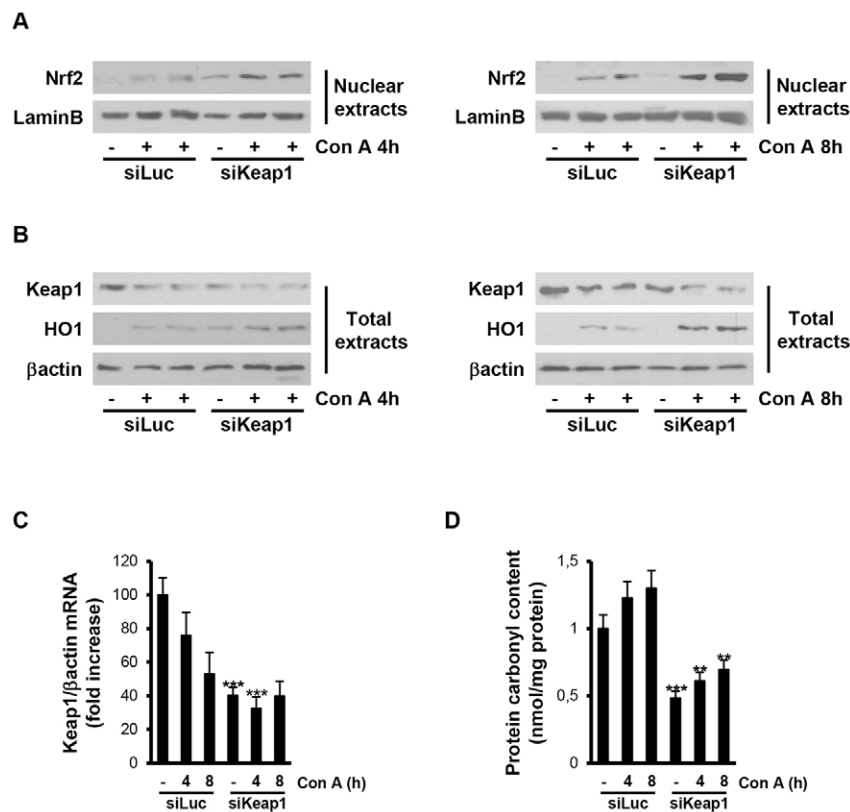 A
Nrf2
LaminB
Nuclear
extracts
- + + - + + Con A 4h
siLuc siKeap1
Nrf2
LaminB
Nuclear
extracts
- + + - + + Con A 8h
siLuc siKeap1
B
Keap1
HO1
βactin
Total
extracts
- + + - + + Con A 4h
siLuc siKeap1
Keap1
HO1
βactin
Total
extracts
- + + - + + Con A 8h
siLuc siKeap1
C
Keap1/βactin mRNA
(fold increase)
120
100
80
60
40
20
0
*** ***
- 4 8 - 4 8 Con A (h)
siLuc siKeap1
D
Protein carbonyl content
(nmol/mg protein)
1,5
1
0,5
0
*** ** **
- 4 8 - 4 8 Con A (h)
siLuc siKeap1